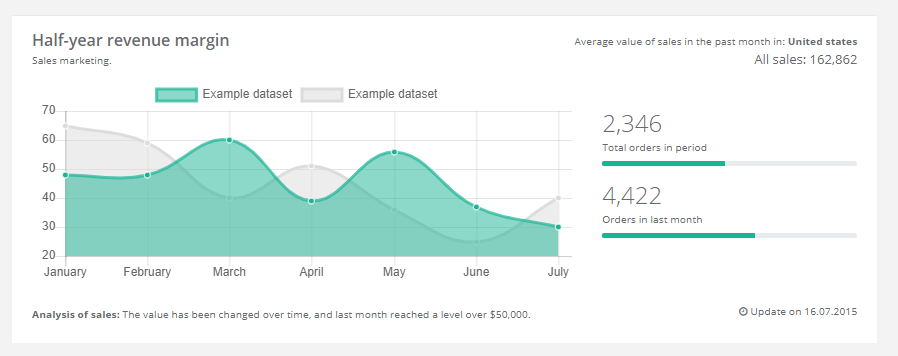 Half-year revenue margin
Sales marketing.
Average value of sales in the past month in: United states
All sales: 162,862
Example dataset Example dataset
70
60
50
40
30
20
January February March April May June July
2,346
Total orders in period
4,422
Orders in last month
Analysis of sales: The value has been changed over time, and last month reached a level over $50,000.
Update on 16.07.2015